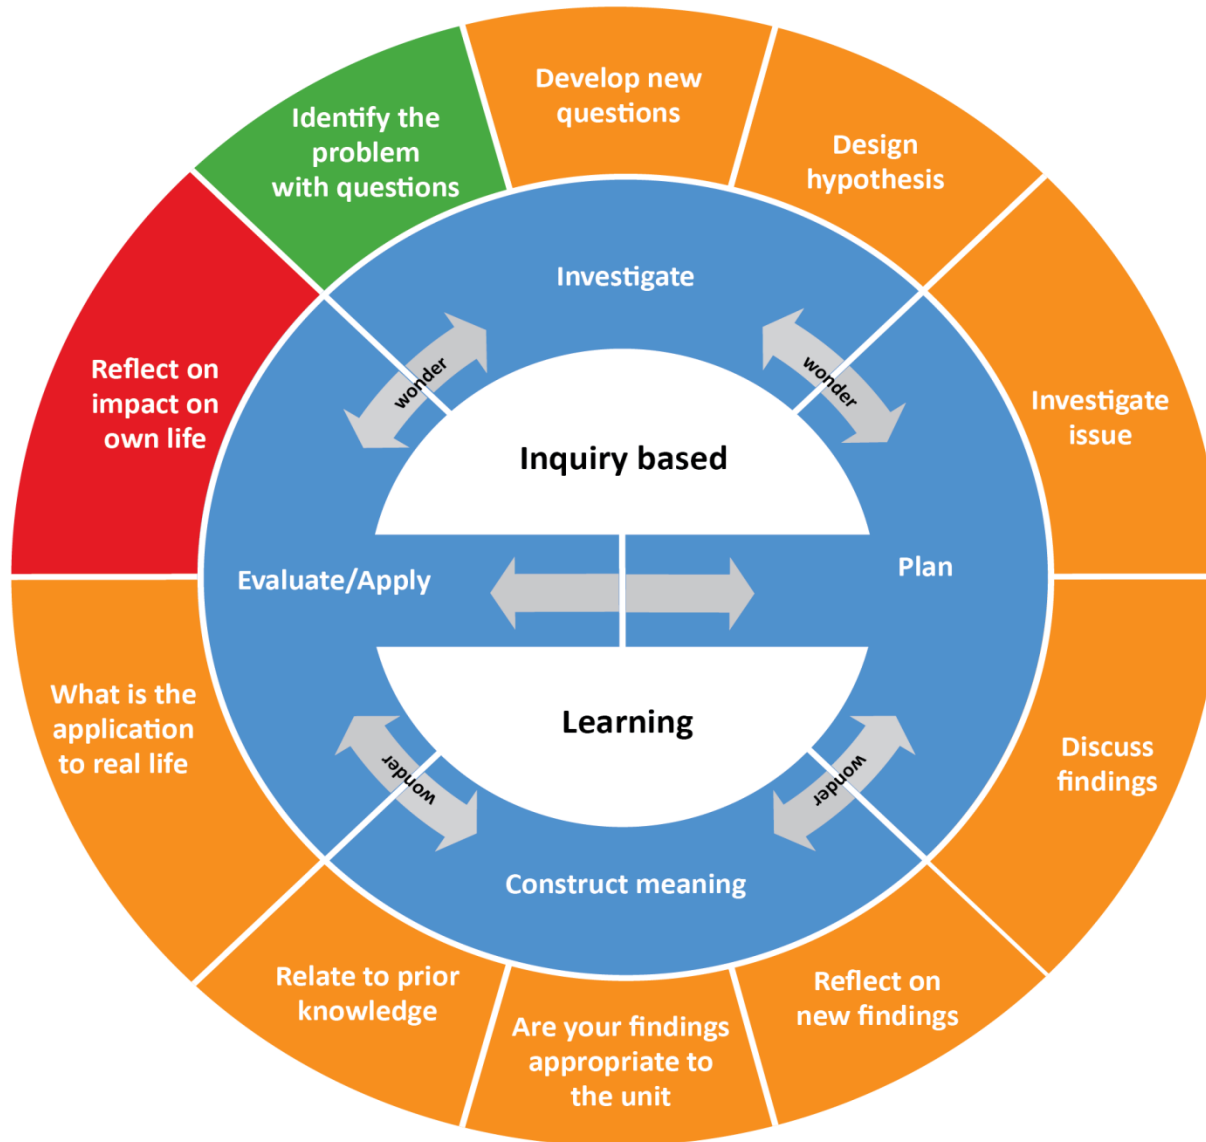 Identify the
problem
with questions
Develop new
questions
Design
hypothesis
Investigate
issue
Discuss
findings
Reflect on
new findings
Are your findings
appropriate to
the unit
Relate to prior
knowledge
What is the
application
to real life
Reflect on
impact on
own life
Investigate
wonder
wonder
Inquiry based
Evaluate/Apply
Plan
Learning
wonder
wonder
Construct meaning